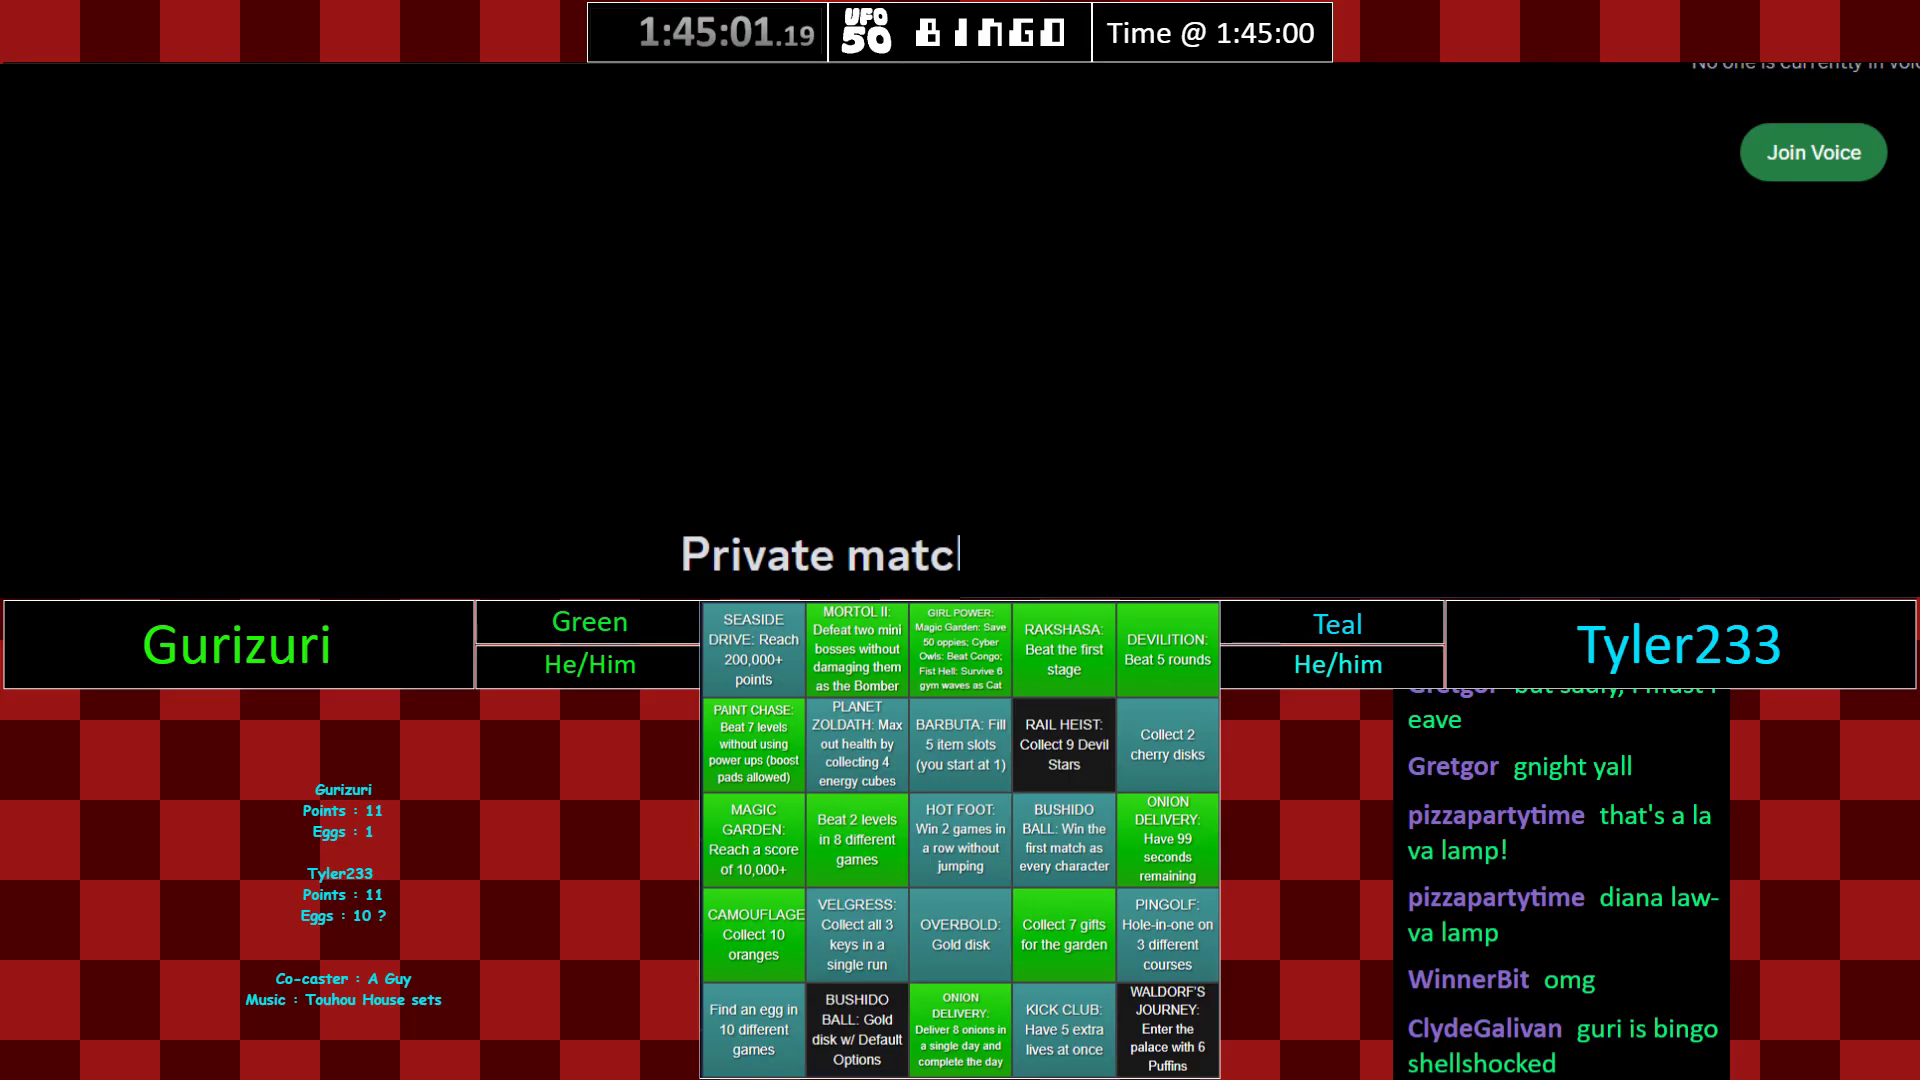 1:45:01.19
UFO 50
BINGO
Time @ 1:45:00
No one is currently in voic
Join Voice
Private matc
Gurizuri
Green
He/Him
Teal
He/him
Tyler233
SEASIDE
DRIVE: Reach
200,000+
points
MORTOL II:
Defeat two mini
bosses without
damaging them
as the Bomber
GIRL POWER:
Magic Garden: Save
50 oppies; Cyber
Owls: Beat Congo;
Fist Hell: Survive 6
gym waves as Cat
RAKSHASA:
Beat the first
stage
DEVILITION:
Beat 5 rounds
PAINT CHASE:
Beat 7 levels
without using
power ups (boost
pads allowed)
PLANET
ZOLDATH: Max
out health by
collecting 4
energy cubes
BARBUTA: Fill
5 item slots
(you start at 1)
RAIL HEIST:
Collect 9 Devil
Stars
Collect 2
cherry disks
MAGIC
GARDEN:
Reach a score
of 10,000+
Beat 2 levels
in 8 different
games
HOT FOOT:
Win 2 games in
a row without
jumping
BUSHIDO
BALL: Win the
first match as
every character
ONION
DELIVERY:
Have 99
seconds
remaining
CAMOUFLAGE
Collect 10
oranges
VELGRESS:
Collect all 3
keys in a
single run
OVERBOLD:
Gold disk
Collect 7 gifts
for the garden
PINGOLF:
Hole-in-one on
3 different
courses
Find an egg in
10 different
games
BUSHIDO
BALL: Gold
disk w/ Default
Options
ONION
DELIVERY:
Deliver 8 onions in
a single day and
complete the day
KICK CLUB:
Have 5 extra
lives at once
WALDORF'S
JOURNEY:
Enter the
palace with 6
Puffins
Gurizuri
Points : 11
Eggs : 1
Tyler233
Points : 11
Eggs : 10 ?
Co-caster : A Guy
Music : Touhou House sets
Gretgor but sadly, I must l
eave
Gretgor gnight yall
pizzapartytime that's a la
va lamp!
pizzapartytime diana law-
va lamp
WinnerBit omg
ClydeGalivan guri is bingo
shellshocked